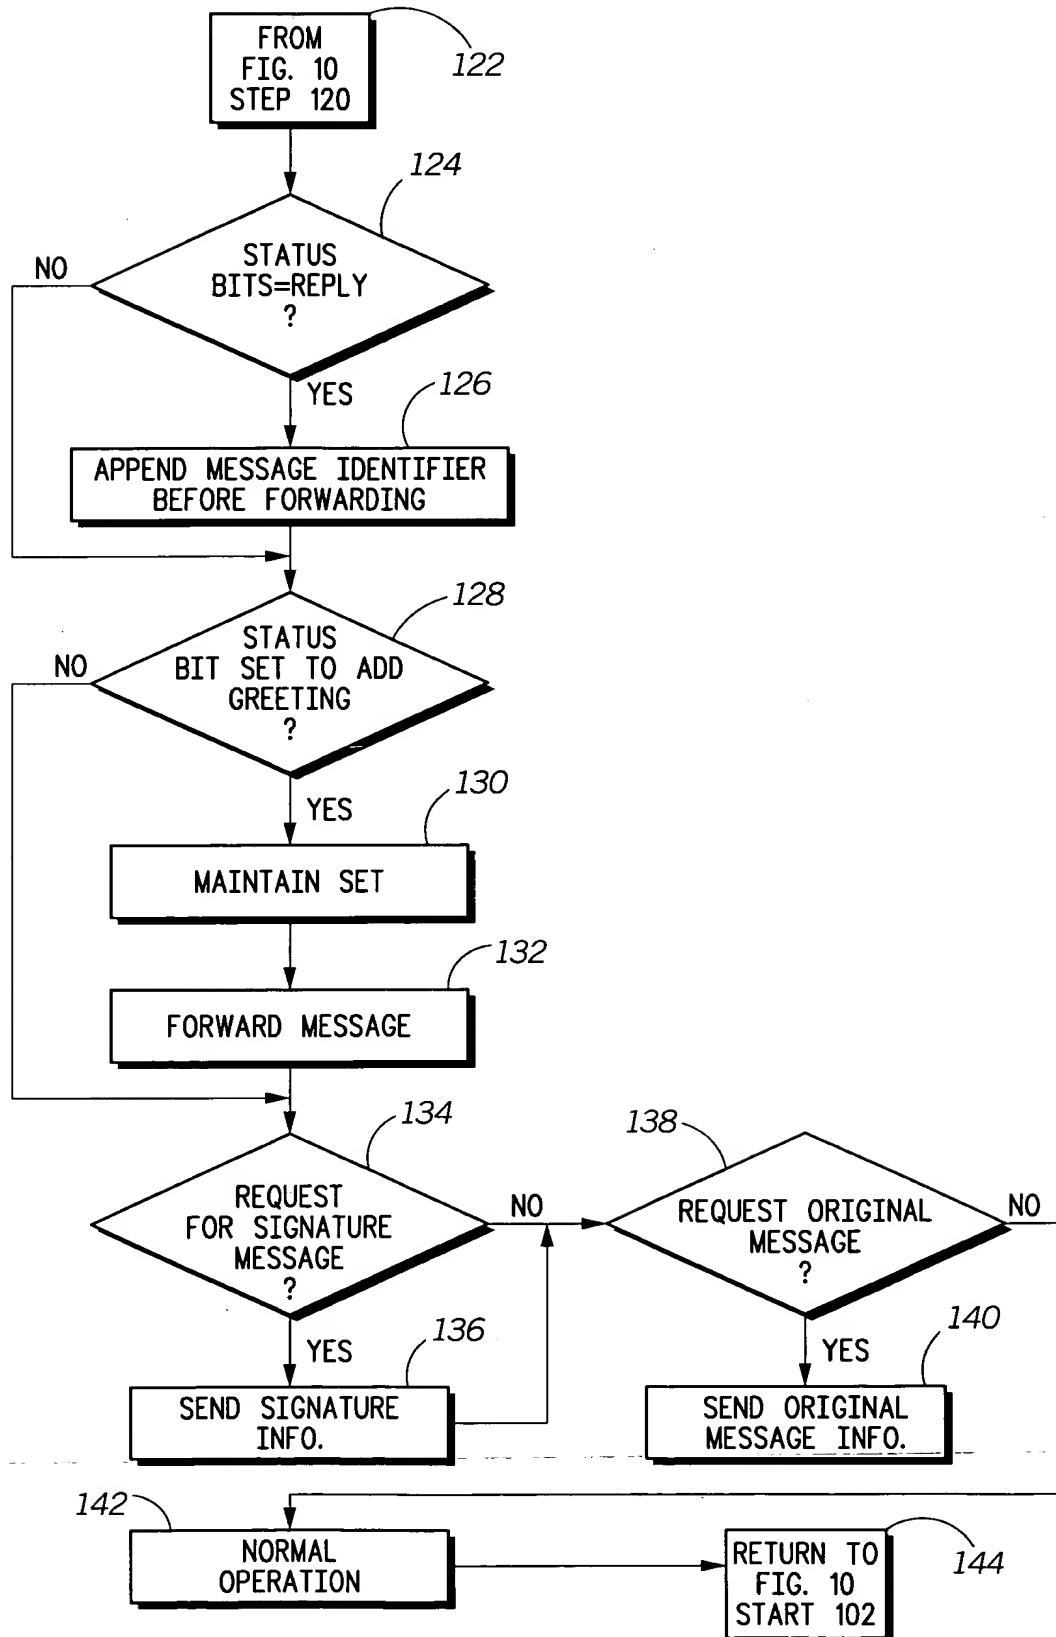 FROM
FIG. 10
STEP 120
122
124
STATUS
BITS=REPLY
?
NO
YES
126
APPEND MESSAGE IDENTIFIER
BEFORE FORWARDING
128
STATUS
BIT SET TO ADD
GREETING
?
NO
YES
130
MAINTAIN SET
132
FORWARD MESSAGE
134
REQUEST
FOR SIGNATURE
MESSAGE
?
NO
YES
136
SEND SIGNATURE
INFO.
138
REQUEST ORIGINAL
MESSAGE
?
NO
YES
140
SEND ORIGINAL
MESSAGE INFO.
142
NORMAL
OPERATION
RETURN TO
FIG. 10
START 102
144